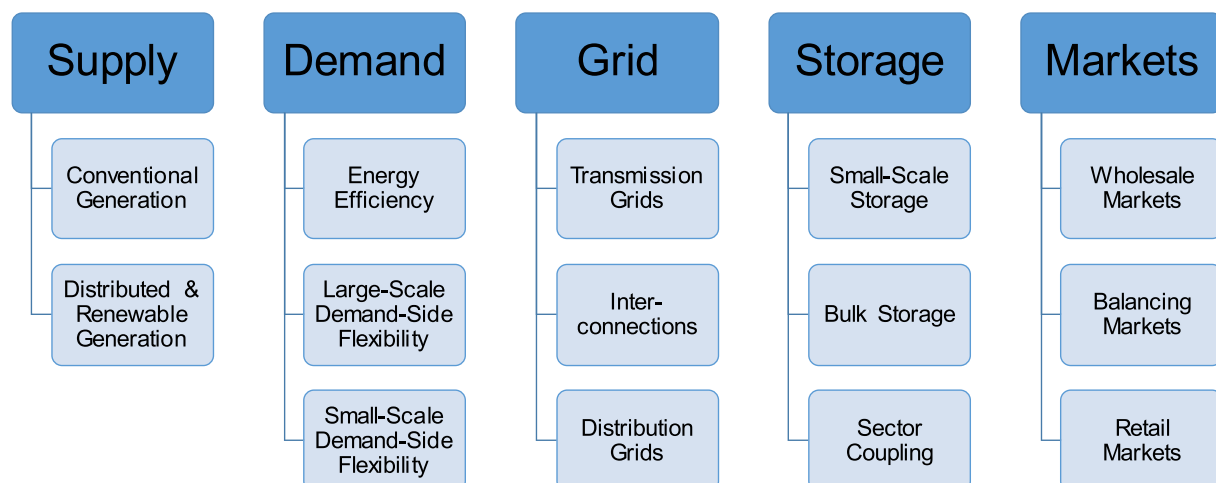 Supply
Conventional
Generation
Distributed &
Renewable
Generation
Demand
Energy
Efficiency
Large-Scale
Demand-Side
Flexibility
Small-Scale
Demand-Side
Flexibility
Grid
Transmission
Grids
Inter-
connections
Distribution
Grids
Storage
Small-Scale
Storage
Bulk Storage
Sector
Coupling
Markets
Wholesale
Markets
Balancing
Markets
Retail
Markets